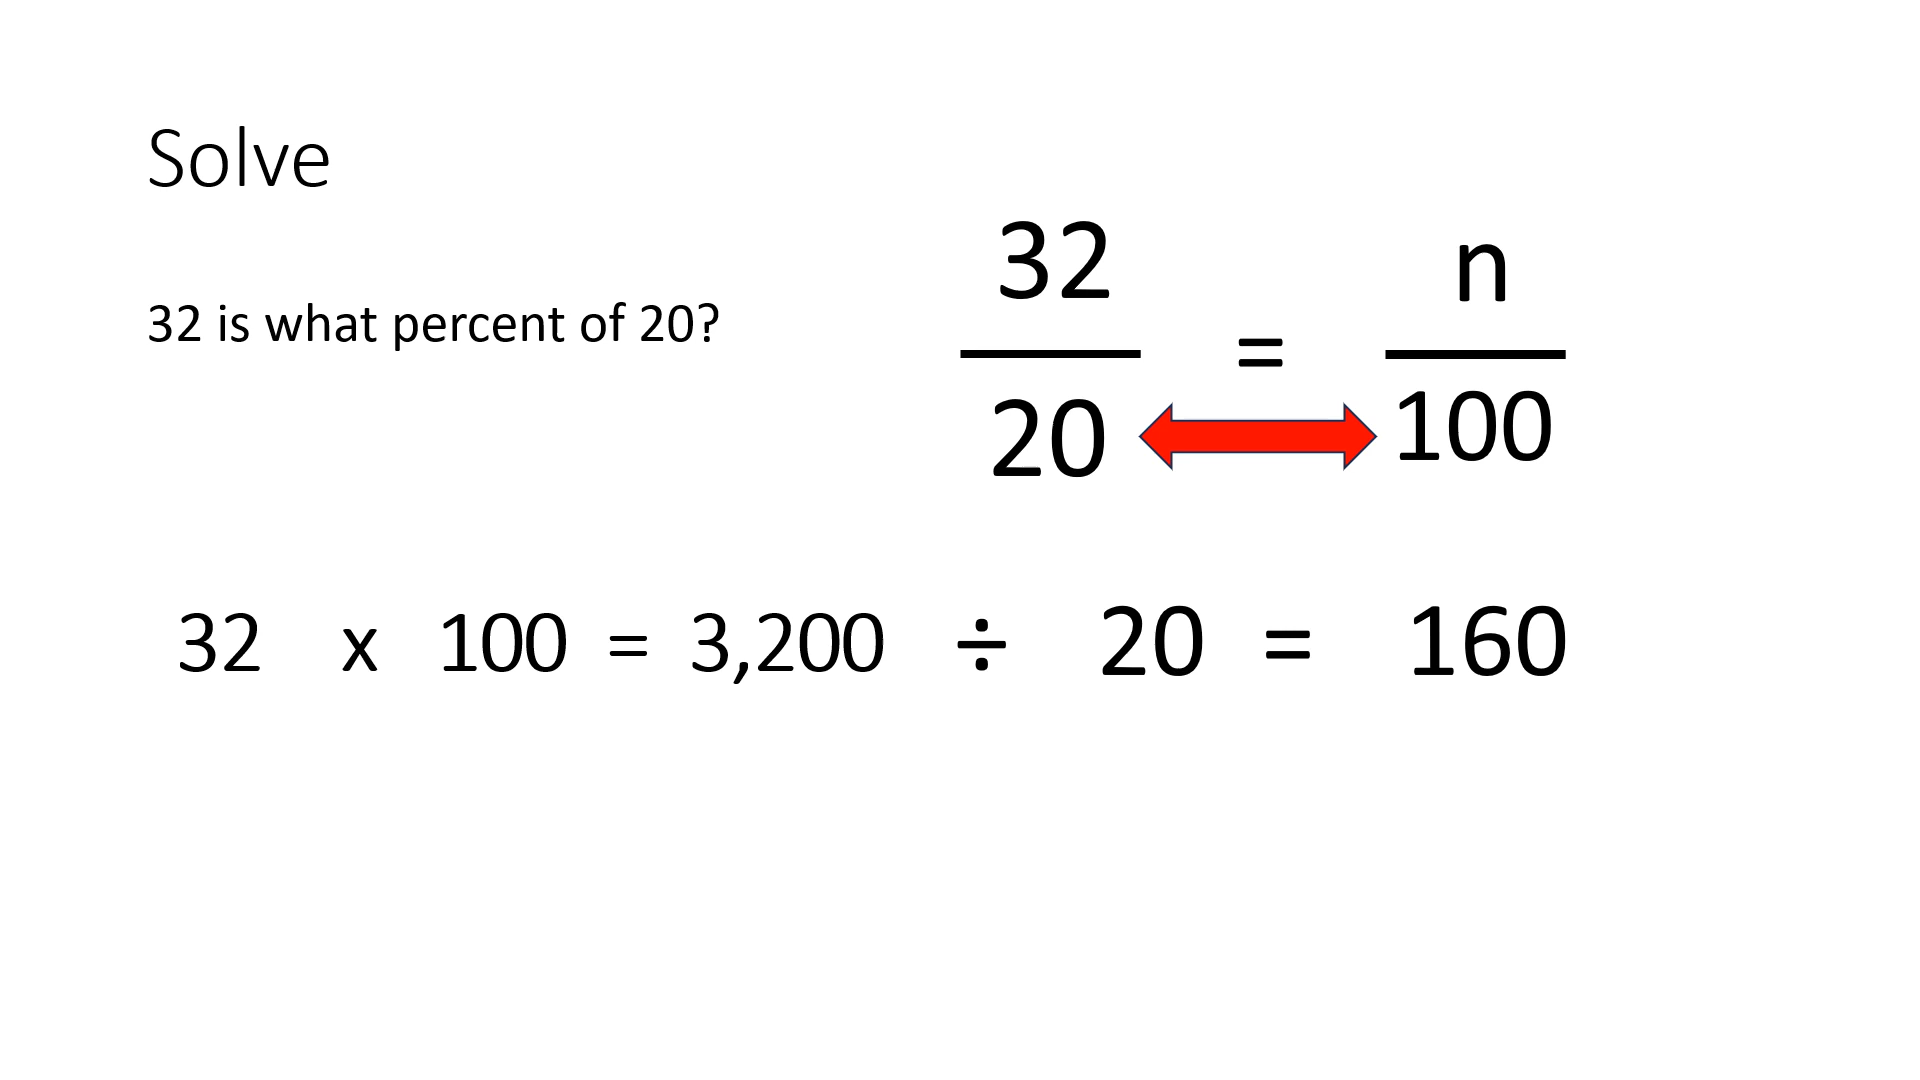 Solve
32 is what percent of 20?
32
20
=
n
100
32 x 100 = 3,200 ÷ 20 = 160